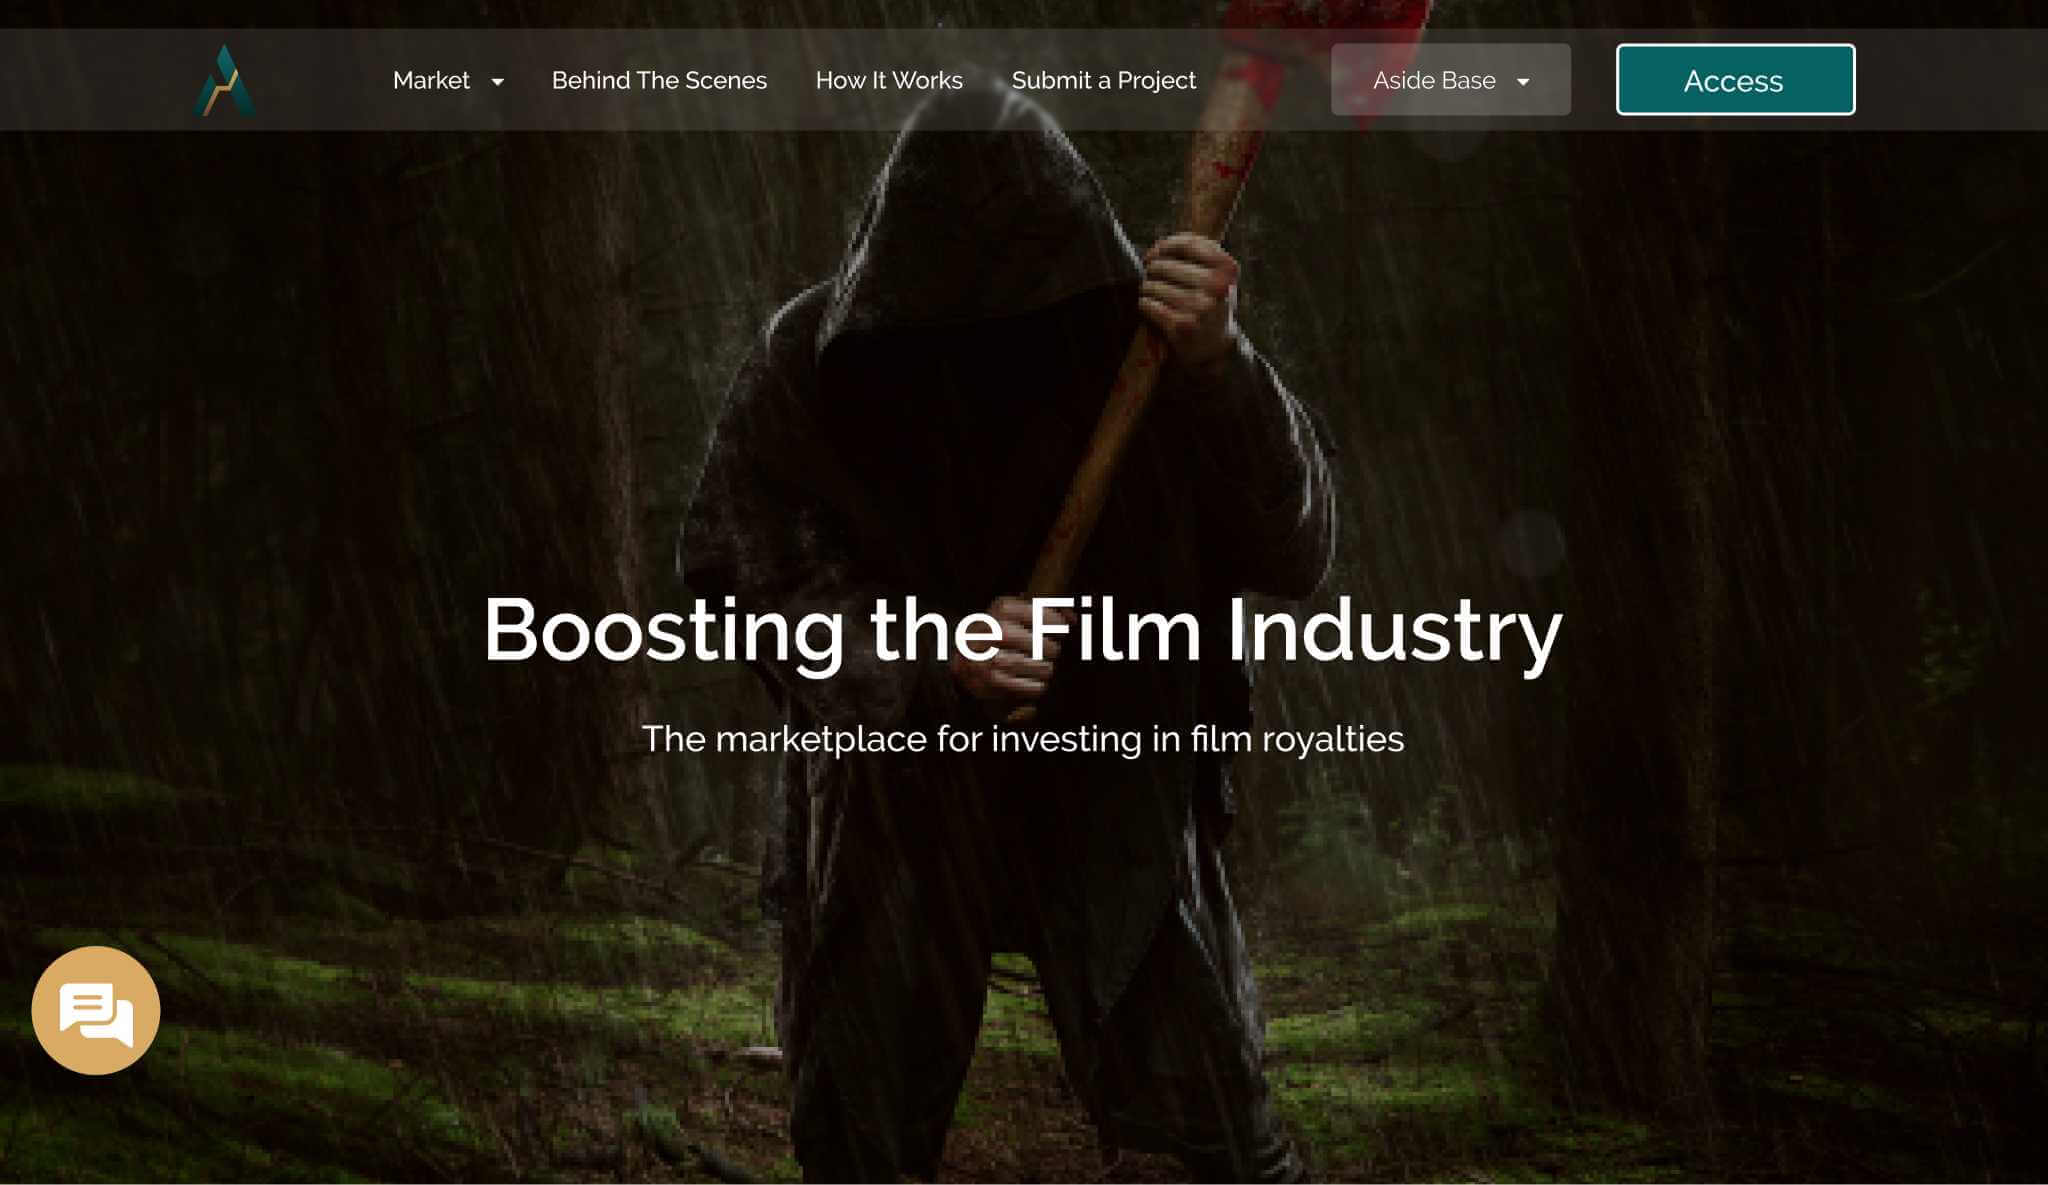 Market
Behind The Scenes
How It Works
Submit a Project
Aside Base
Access
Boosting the Film Industry
The marketplace for investing in film royalties